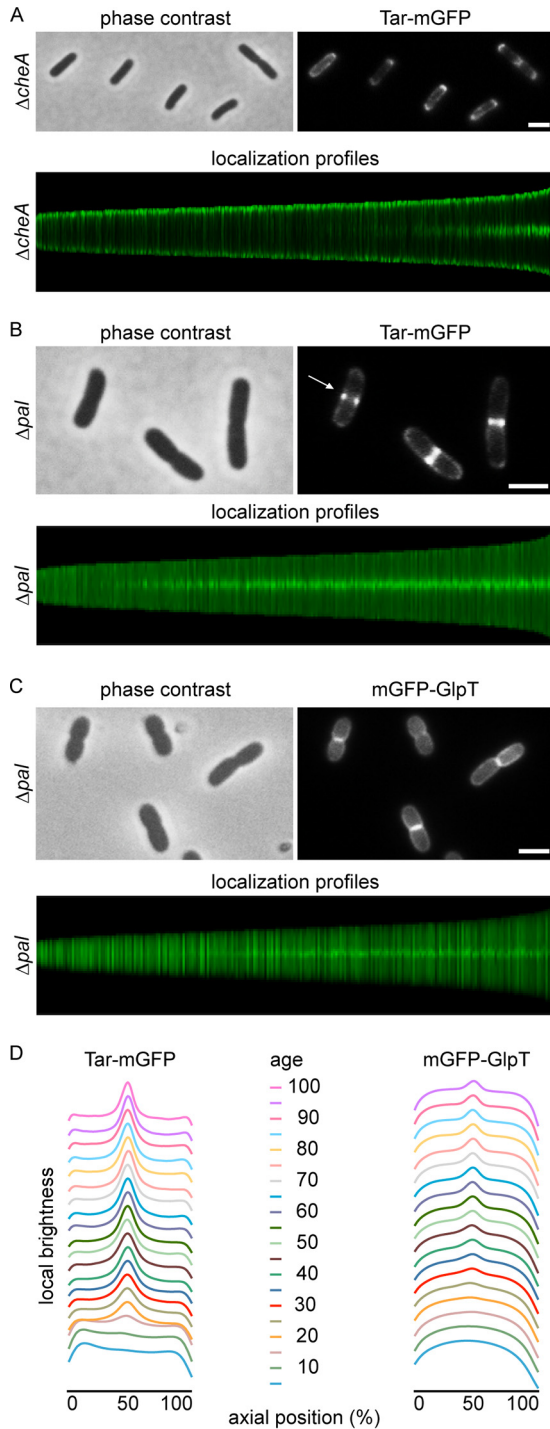 A
phase contrast
Tar-mGFP
ΔcheA
localization profiles
ΔcheA
B
phase contrast
Tar-mGFP
Δpal
localization profiles
Δpal
C
phase contrast
mGFP-GlpT
Δpal
localization profiles
Δpal
D
Tar-mGFP
age
mGFP-GlpT
local brightness
100
90
80
70
60
50
40
30
20
10
0 50 100
0 50 100
axial position (%)